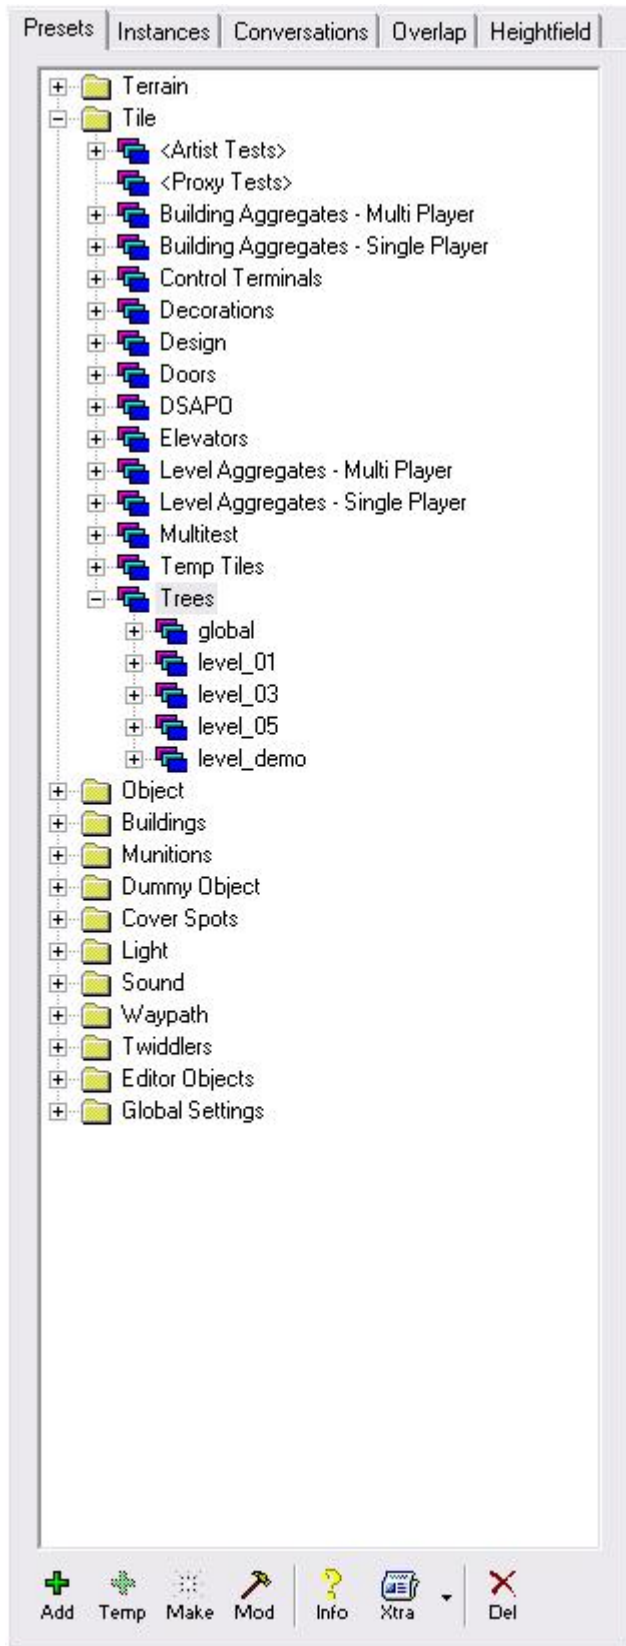 Presets Instances Conversations Overlap Heightfield
Terrain
Tile
<Artist Tests>
<Proxy Tests>
Building Aggregates - Multi Player
Building Aggregates - Single Player
Control Terminals
Decorations
Design
Doors
DSAPO
Elevators
Level Aggregates - Multi Player
Level Aggregates - Single Player
Multitest
Temp Tiles
Trees
global
level_01
level_03
level_05
level_demo
Object
Buildings
Munitions
Dummy Object
Cover Spots
Light
Sound
Waypath
Twiddlers
Editor Objects
Global Settings
Add Temp Make Mod Info Xtra Del